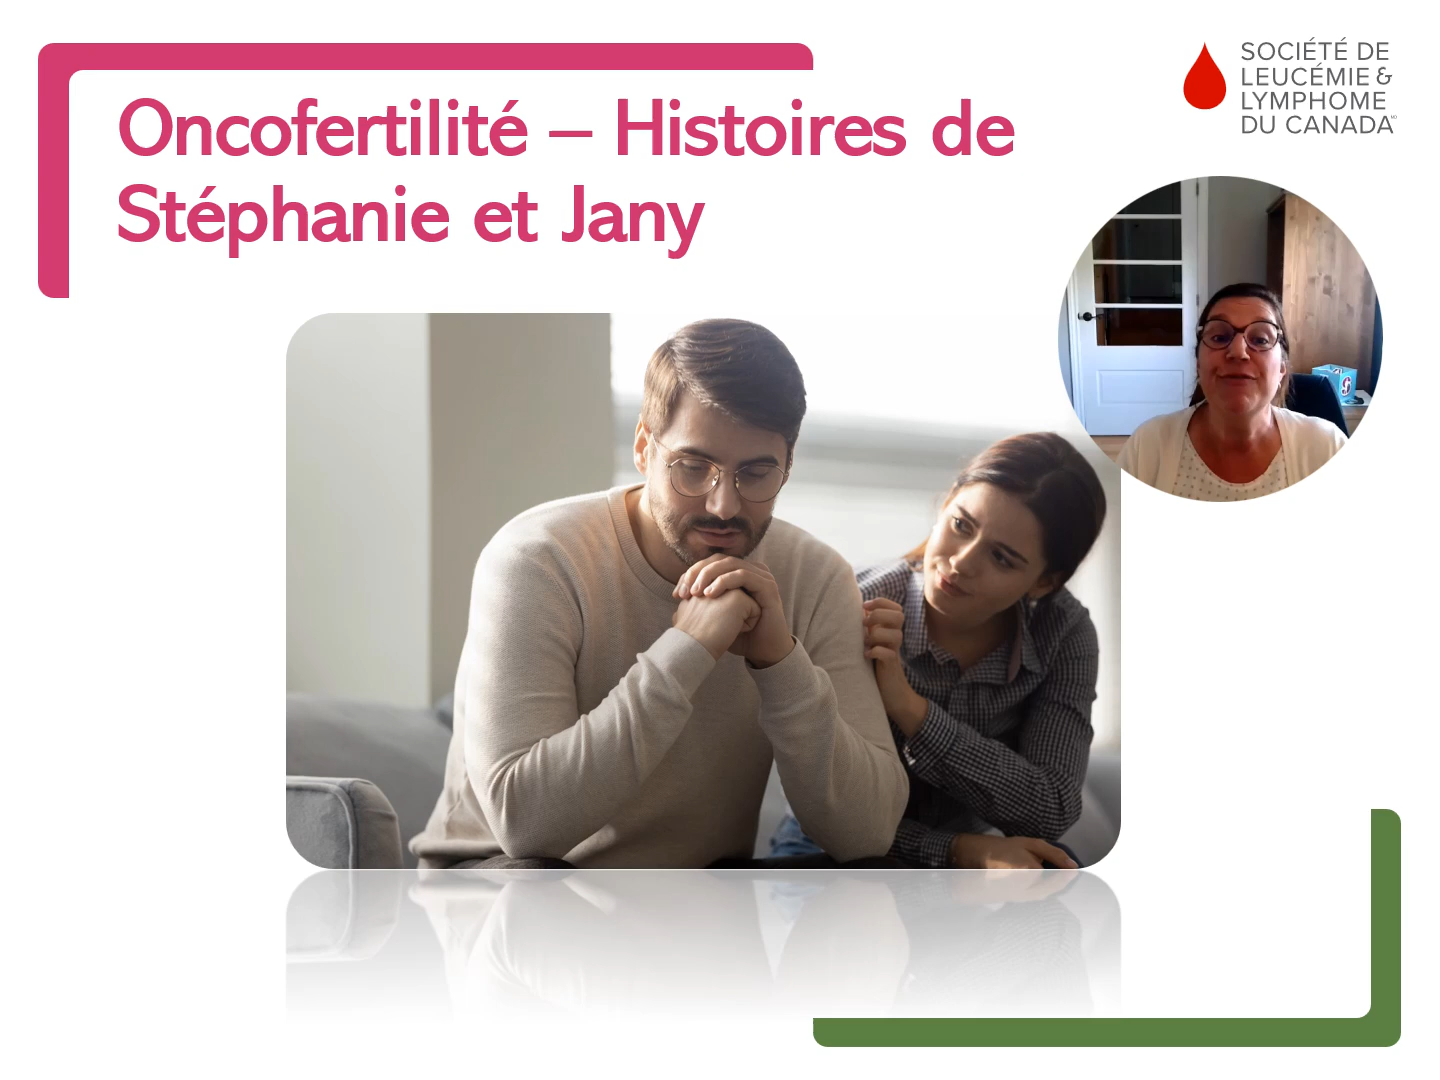 Oncofertilité – Histoires de
Stéphanie et Jany
SOCIÉTÉ DE
LEUCÉMIE &
LYMPHOME
DU CANADA